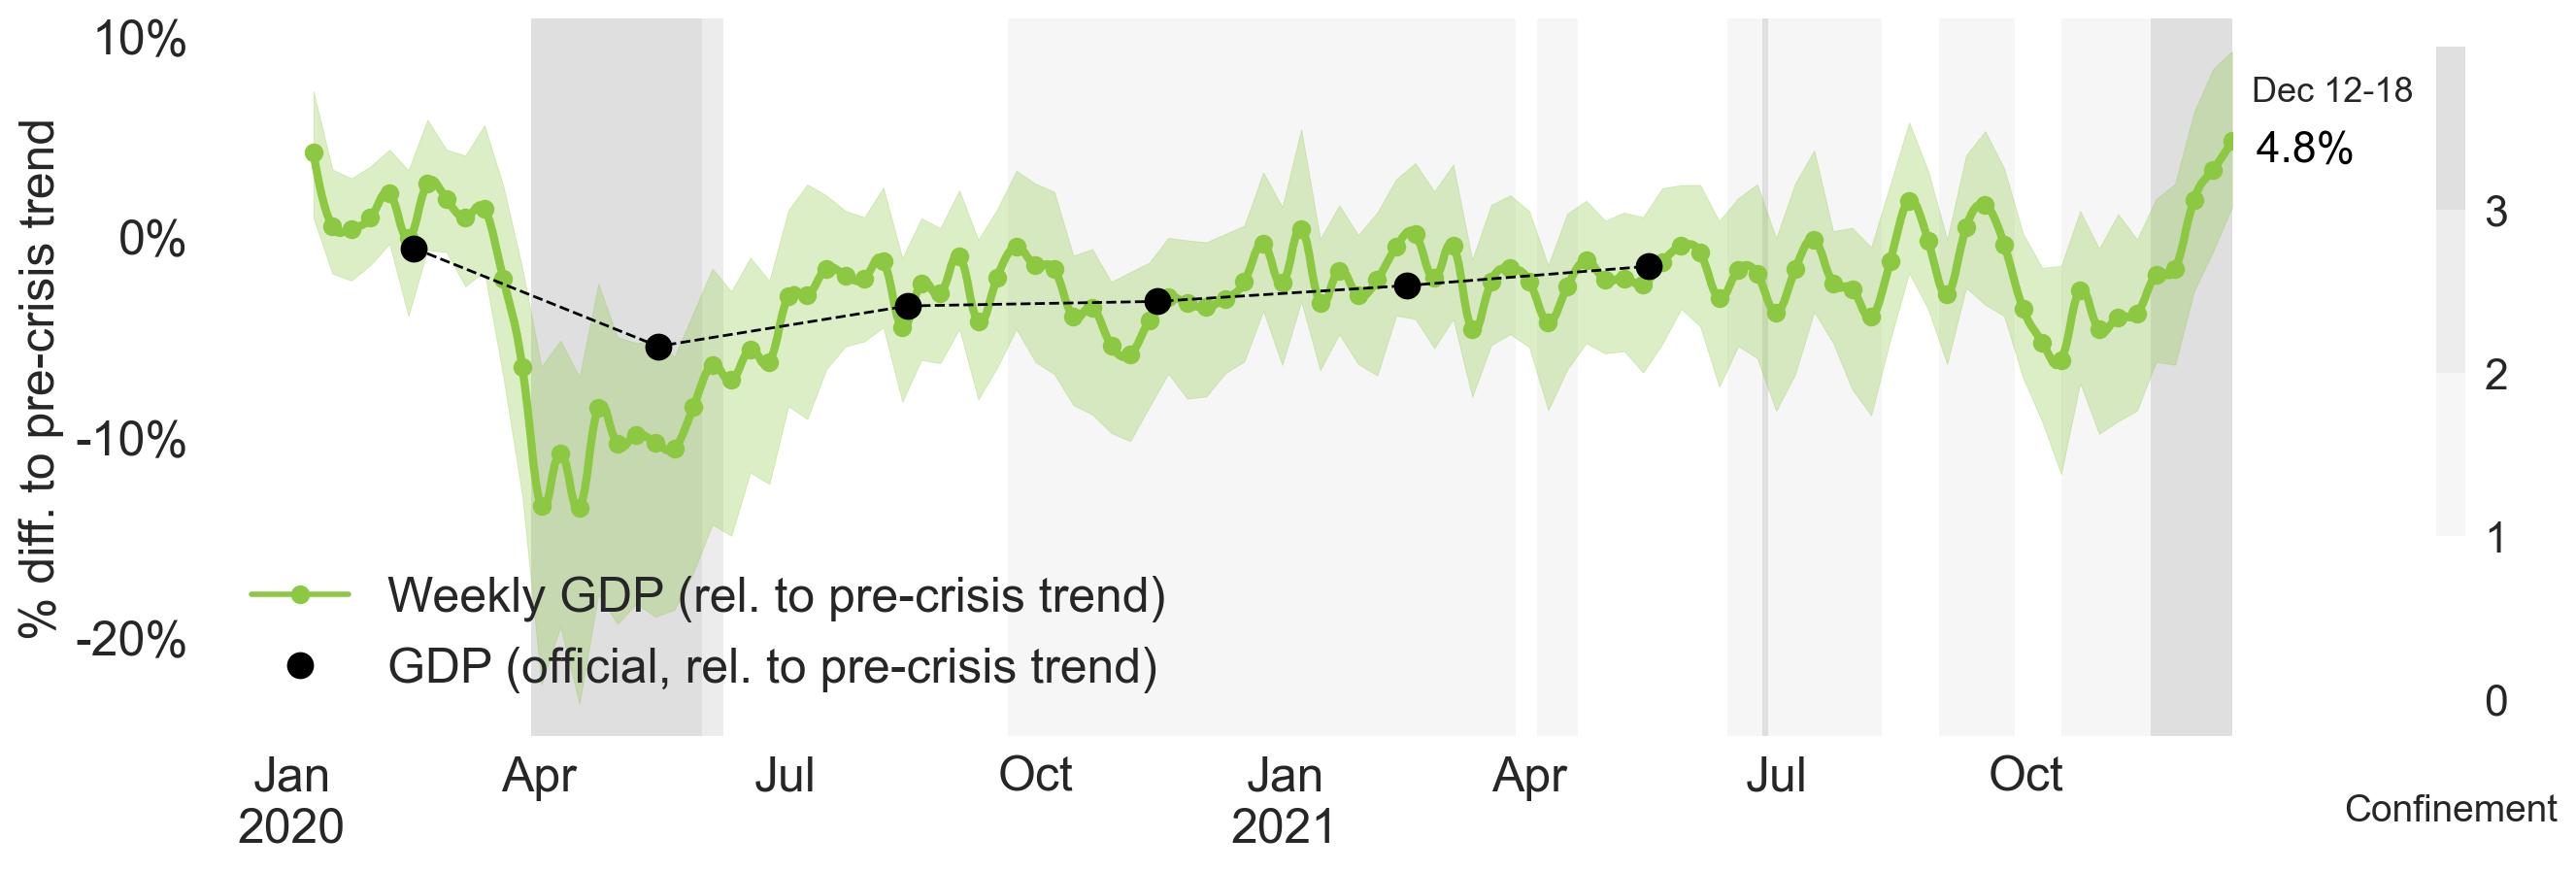 10%
0%
-10%
-20%
% diff. to pre-crisis trend
Weekly GDP (rel. to pre-crisis trend)
GDP (official, rel. to pre-crisis trend)
Jan
2020
Apr
Jul
Oct
Jan
2021
Apr
Jul
Oct
Dec 12-18
4.8%
3
2
1
0
Confinement